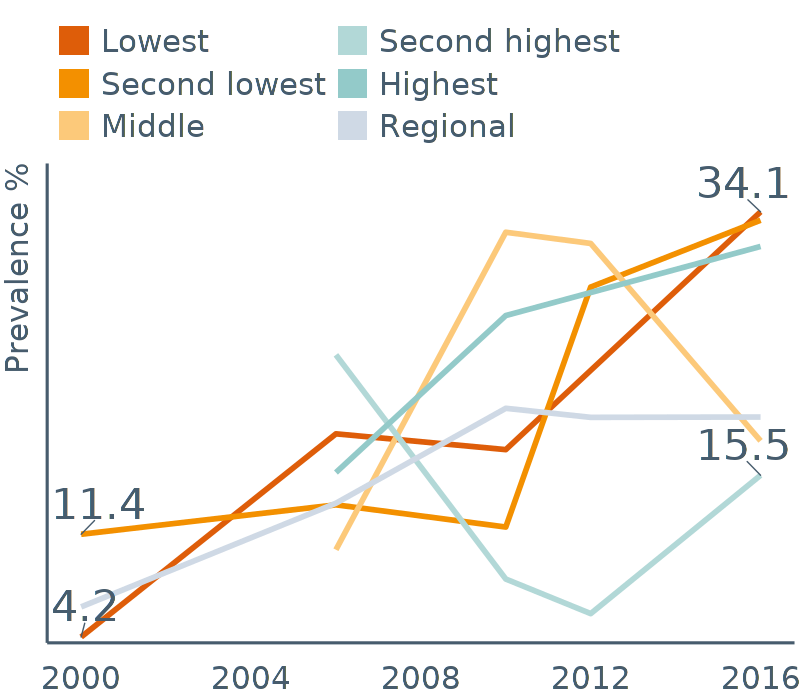 Lowest
Second lowest
Middle
Second highest
Highest
Regional
Prevalence %
34.1
15.5
11.4
4.2
2000 2004 2008 2012 2016